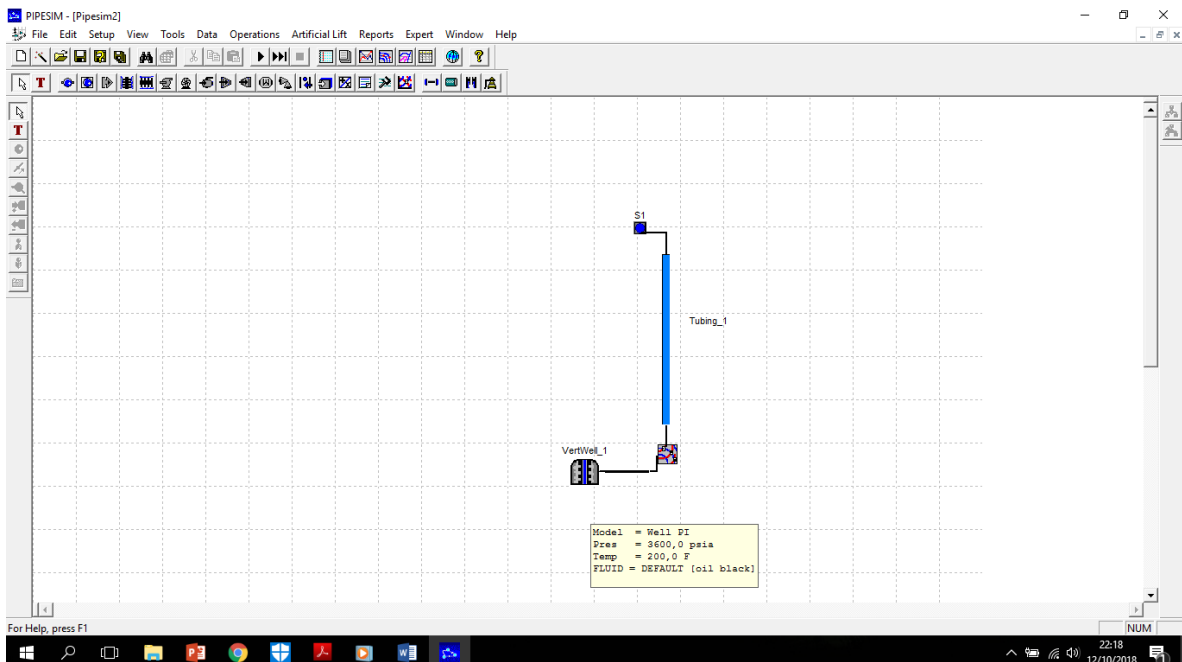 PIPESIM - [Pipesim2]
File Edit Setup View Tools Data Operations Artificial Lift Reports Expert Window Help
T
T
S1
Tubing_1
VertWell_1
Model = Well PI
Pres = 3600,0 psia
Temp = 200,0 F
FLUID = DEFAULT [oil black]
For Help, press F1
NUM
22:18
12/10/2018